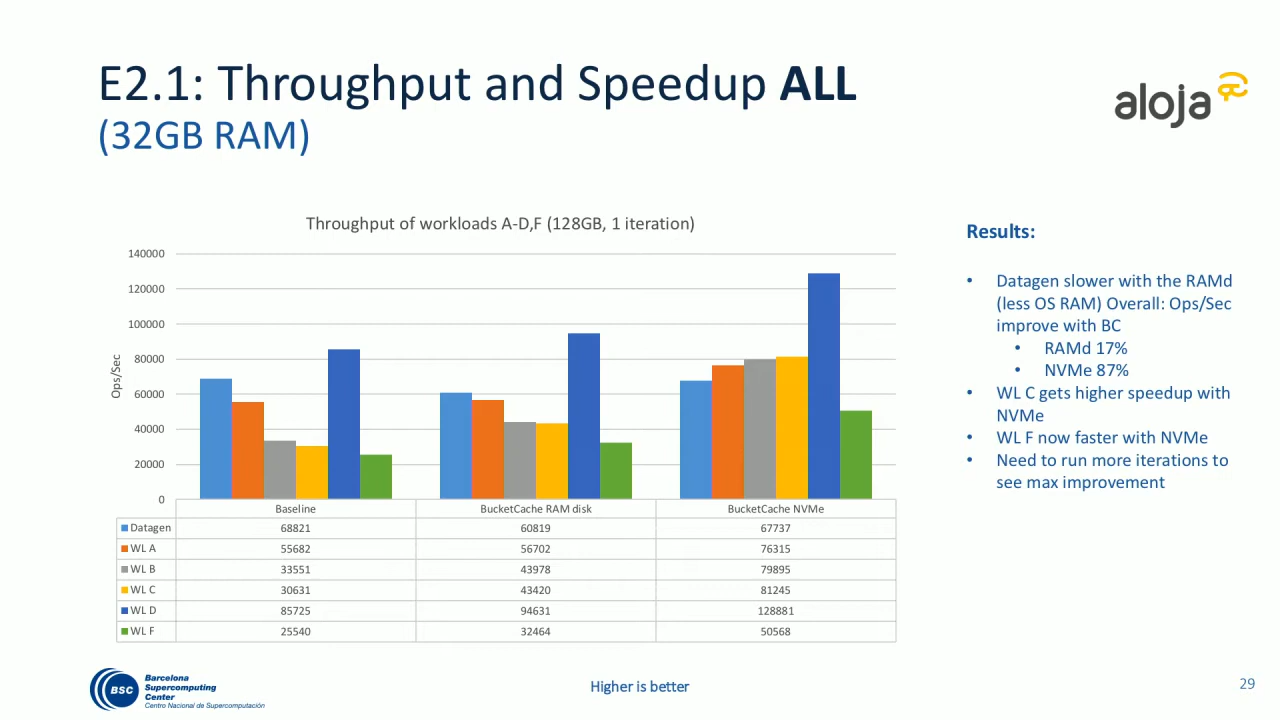 E2.1: Throughput and Speedup ALL
(32GB RAM)
aloja
Throughput of workloads A-D,F (128GB, 1 iteration)
Ops/Sec
140000
120000
100000
80000
60000
40000
20000
0
Baseline BucketCache RAM disk BucketCache NVMe
Datagen 68821 60819 67737
WL A 55682 56702 76315
WL B 33551 43978 79895
WL C 30631 43420 81245
WL D 85725 94631 128881
WL F 25540 32464 50568
Results:
• Datagen slower with the RAMd
(less OS RAM) Overall: Ops/Sec
improve with BC
• RAMd 17%
• NVMe 87%
• WL C gets higher speedup with
NVMe
• WL F now faster with NVMe
• Need to run more iterations to
see max improvement
BSC
Barcelona
Supercomputing
Center
Centro Nacional de Supercomputación
Higher is better
29